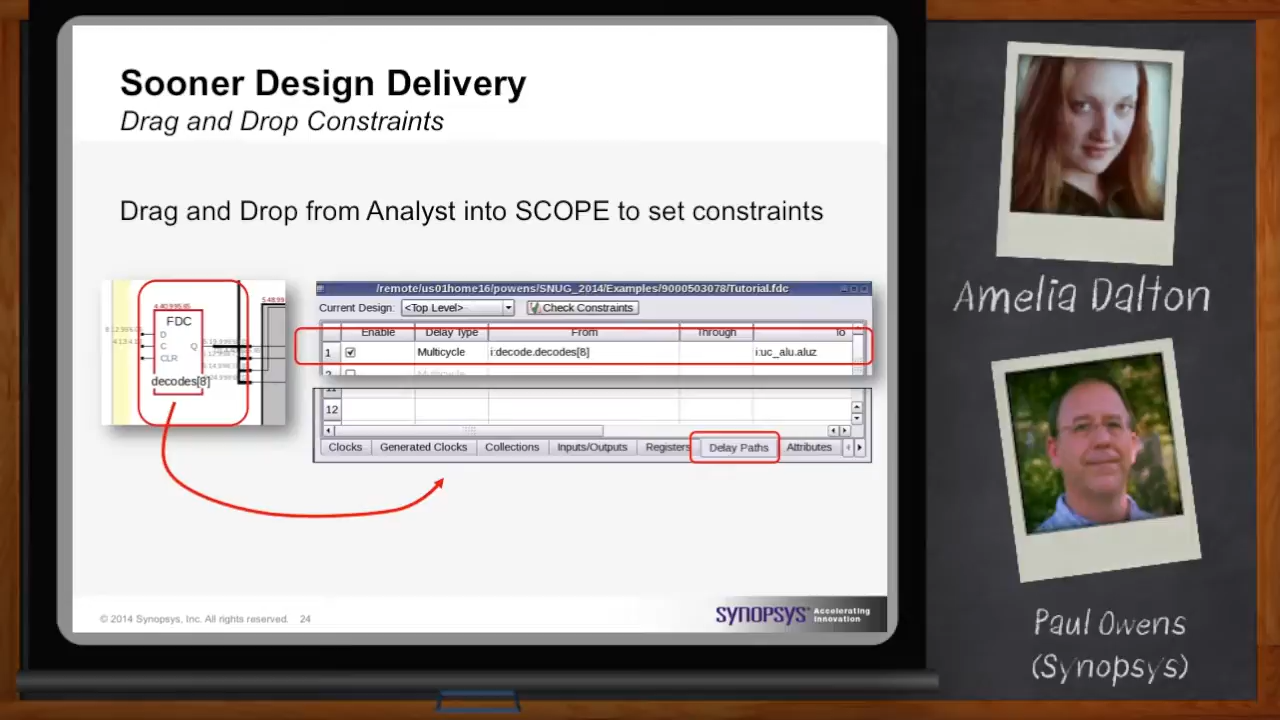 Sooner Design Delivery
Drag and Drop Constraints
Drag and Drop from Analyst into SCOPE to set constraints
FDC
D
C
Q
CLR
decodes[8]
/remote/us01home16/powens/SNUG_2014/Examples/9000503078/Tutorial.fdc
Current Design: <Top Level> Check Constraints
Enable Delay Type From Through To
1 Multicycle i:decode.decodes[8] i:uc_alu.aluz
12
Clocks Generated Clocks Collections Inputs/Outputs Registers Delay Paths Attributes
© 2014 Synopsys, Inc. All rights reserved. 24
SYNOPSYS Accelerating
Innovation
Amelia Dalton
Paul Owens
(Synopsys)